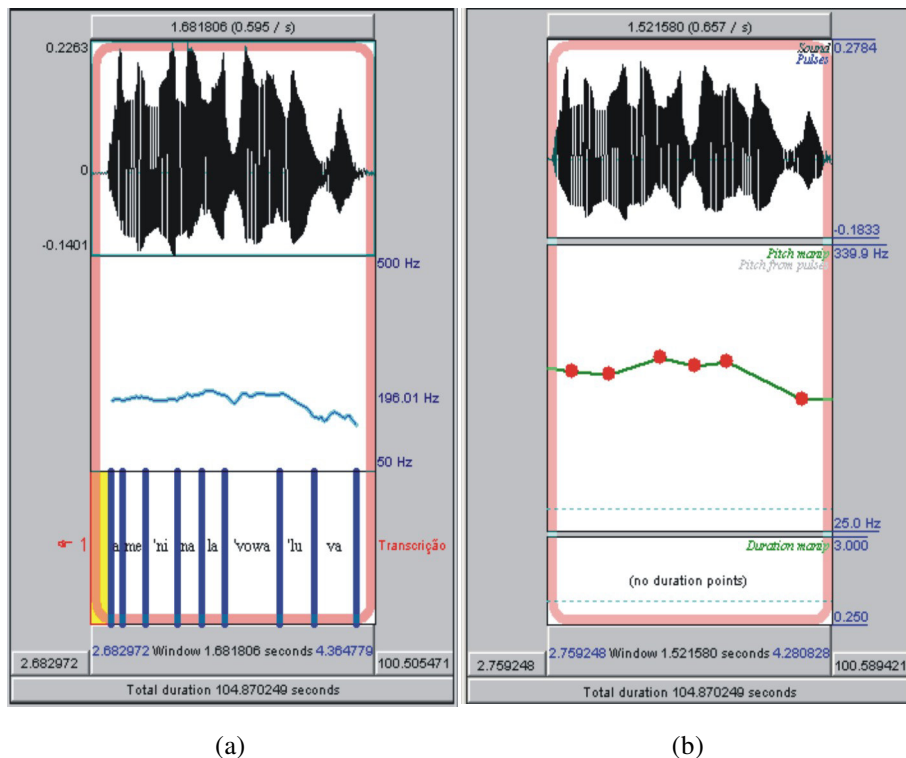 1.681806 (0.595 / s)
0.2263
0
-0.1401
500 Hz
196.01 Hz
50 Hz
☞ 1
a me 'ni na la 'vowa 'lu va
Transcrição
2.682972 Window 1.681806 seconds 4.364779
2.682972
100.505471
Total duration 104.870249 seconds
(a)
1.521580 (0.657 / s)
Sound
Pulses
0.2784
-0.1833
Pitch manip
Pitch from pulses
339.9 Hz
25.0 Hz
Duration manip
3.000
(no duration points)
0.250
2.759248 Window 1.521580 seconds 4.280828
2.759248
100.589421
Total duration 104.870249 seconds
(b)